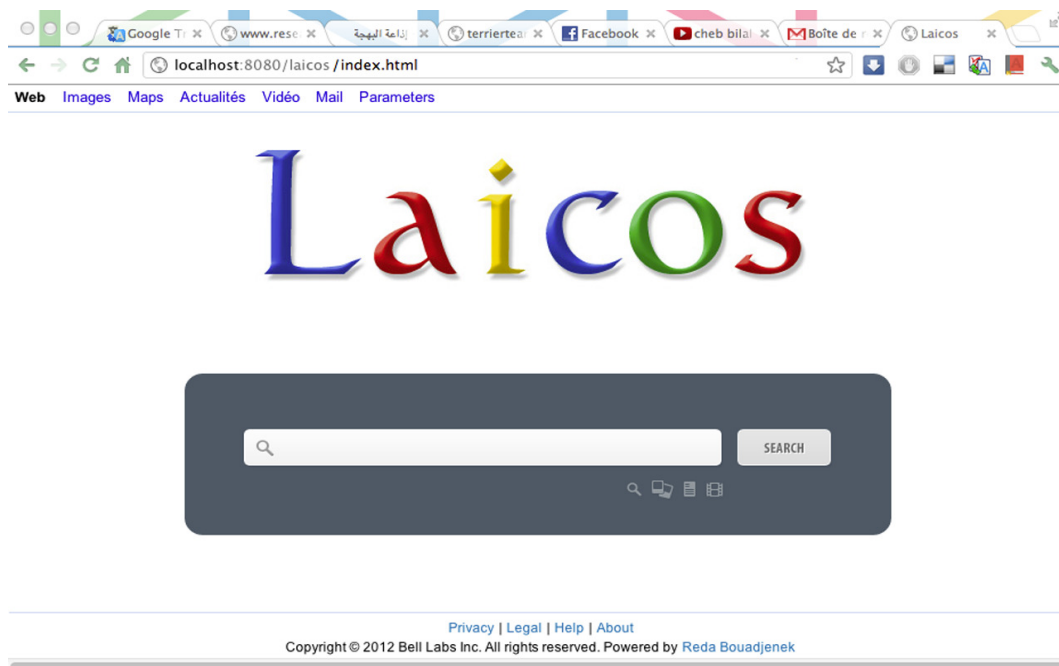 Google Tr www.rese إذاعة البهجة terriertear Facebook cheb bilal Boîte de r Laicos
localhost:8080/laicos/index.html
Web Images Maps Actualités Vidéo Mail Parameters
Laicos
SEARCH
Privacy | Legal | Help | About
Copyright © 2012 Bell Labs Inc. All rights reserved. Powered by Reda Bouadjenek